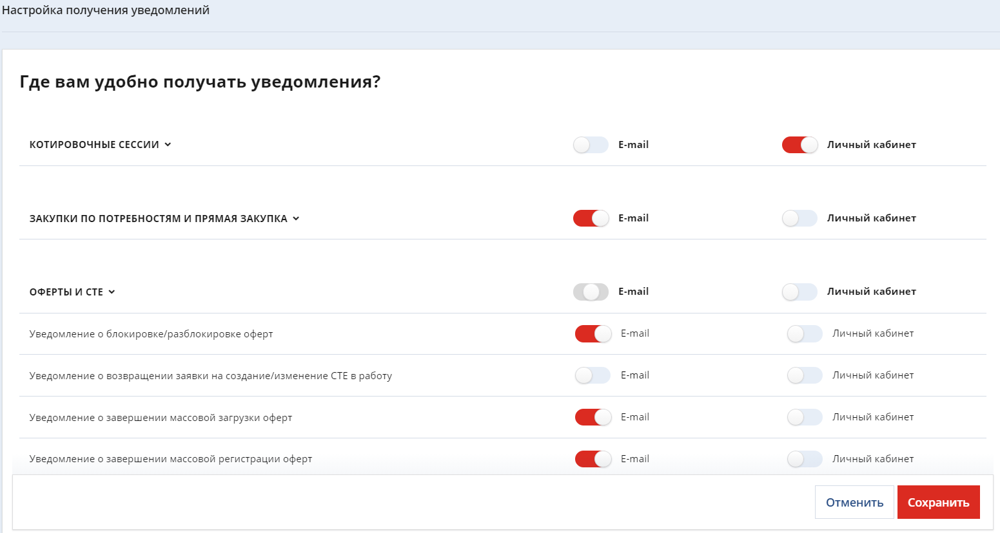 Настройка получения уведомлений
Где вам удобно получать уведомления?
КОТИРОВОЧНЫЕ СЕССИИ E-mail Личный кабинет
ЗАКУПКИ ПО ПОТРЕБНОСТЯМ И ПРЯМАЯ ЗАКУПКА E-mail Личный кабинет
ОФЕРТЫ И СТЕ E-mail Личный кабинет
Уведомление о блокировке/разблокировке оферт E-mail Личный кабинет
Уведомление о возвращении заявки на создание/изменение СТЕ в работу E-mail Личный кабинет
Уведомление о завершении массовой загрузки оферт E-mail Личный кабинет
Уведомление о завершении массовой регистрации оферт E-mail Личный кабинет
Отменить Сохранить